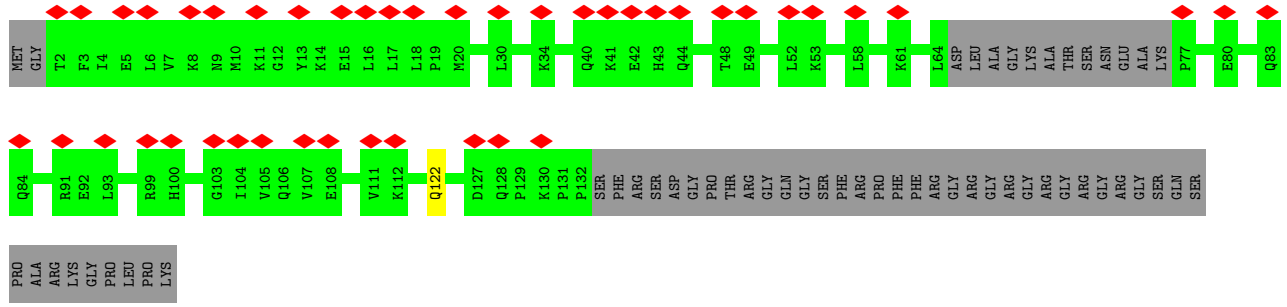 MET GLY T2 F3 I4 E5 L6 V7 K8 N9 M10 K11 G12 Y13 K14 E15 L16 L17 L18 P19 M20 L30 K34 Q40 K41 E42 H43 Q44 T48 E49 L52 K53 L58 K61 L64 ASP LEU ALA GLY LYS ALA THR SER ASN GLU ALA LYS P77 E80 Q83
Q84 R91 E92 L93 R99 H100 G103 I104 V105 Q106 V107 E108 V111 K112 Q122 D127 Q128 P129 K130 P131 P132 SER PHE ARG SER ASP GLY PRO THR ARG GLY GLN GLY SER PHE ARG PRO PHE PHE ARG GLY ARG GLY ARG GLY ARG GLY ARG GLY ARG GLY SER GLN SER
PRO ALA ARG LYS GLY PRO LEU PRO LYS